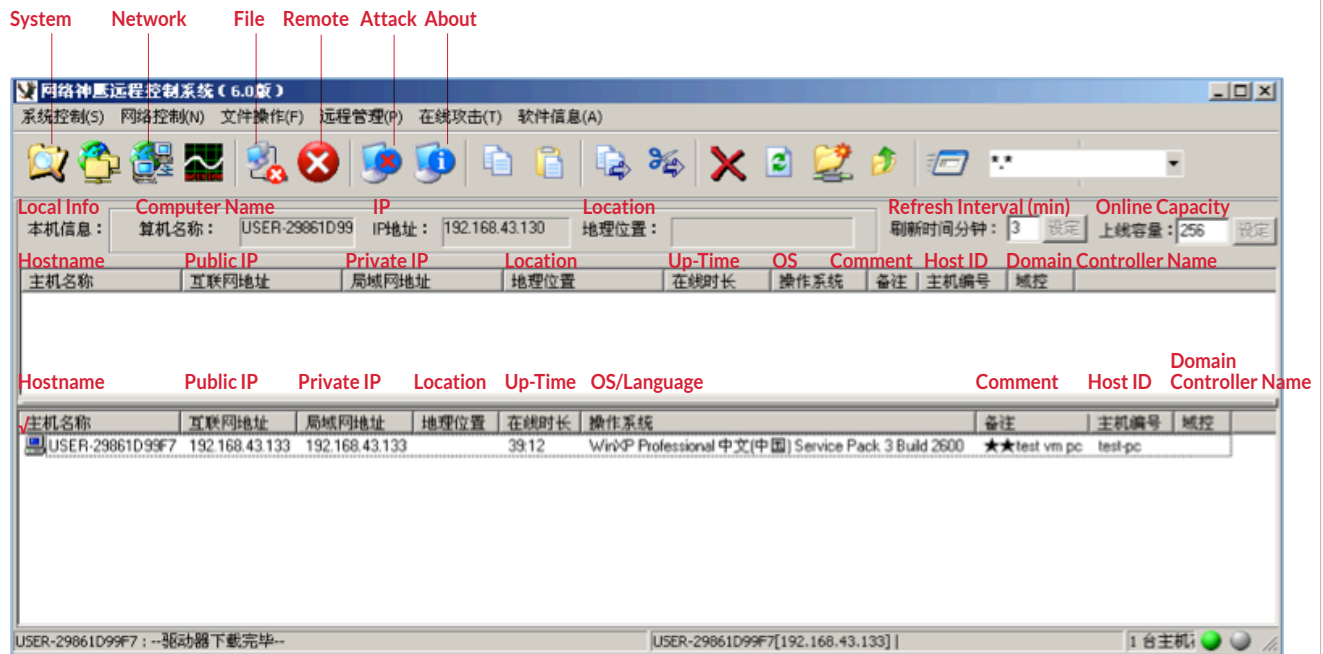 System Network File Remote Attack About
网络神鹰远程控制系统（6.0版）
系统控制(S) 网络控制(N) 文件操作(F) 远程管理(P) 在线攻击(T) 软件信息(A)
*.*
Local Info Computer Name IP Location Refresh Interval (min) Online Capacity
本机信息： 算机名称： USER-29861D99 IP地址： 192.168.43.130 地理位置： 刷新时间分钟： 3 设定 上线容量： 256 设定
Hostname Public IP Private IP Location Up-Time OS Comment Host ID Domain Controller Name
主机名称 互联网地址 局域网地址 地理位置 在线时长 操作系统 备注 主机编号 域控
Hostname Public IP Private IP Location Up-Time OS/Language Comment Host ID Domain Controller Name
√主机名称 互联网地址 局域网地址 地理位置 在线时长 操作系统 备注 主机编号 域控
USER-29861D99F7 192.168.43.133 192.168.43.133 39:12 WinXP Professional 中文(中国) Service Pack 3 Build 2600 ★★test vm pc test-pc
USER-29861D99F7：--驱动器下载完毕-- USER-29861D99F7[192.168.43.133] | 1 台主机